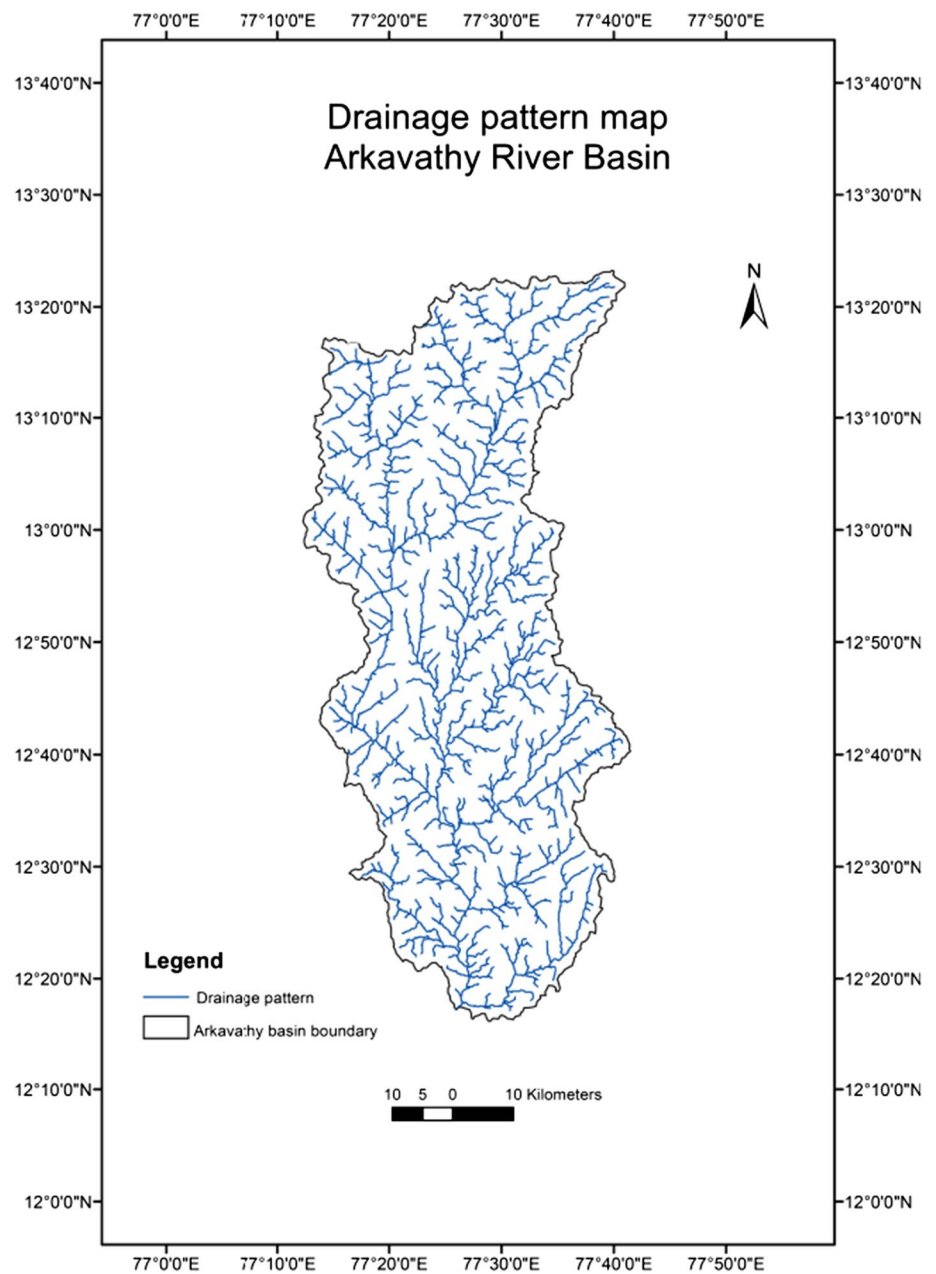 77°0'0"E 77°10'0"E 77°20'0"E 77°30'0"E 77°40'0"E 77°50'0"E
13°40'0"N 13°40'0"N
Drainage pattern map
Arkavathy River Basin
13°30'0"N 13°30'0"N
N
13°20'0"N 13°20'0"N
13°10'0"N 13°10'0"N
13°0'0"N 13°0'0"N
12°50'0"N 12°50'0"N
12°40'0"N 12°40'0"N
12°30'0"N 12°30'0"N
Legend
12°20'0"N 12°20'0"N
Drainage pattern
Arkavathy basin boundary
12°10'0"N 12°10'0"N
10 5 0 10 Kilometers
12°0'0"N 12°0'0"N
77°0'0"E 77°10'0"E 77°20'0"E 77°30'0"E 77°40'0"E 77°50'0"E